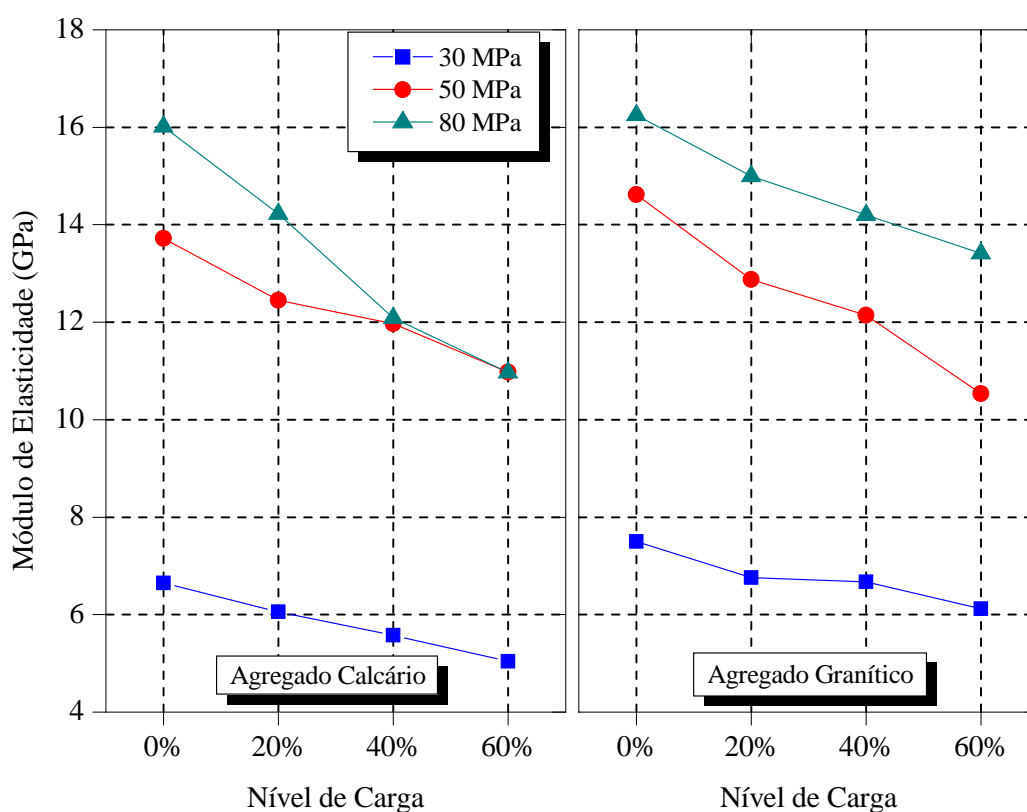 18
16
14
12
10
8
6
4
Módulo de Elasticidade (GPa)
30 MPa
50 MPa
80 MPa
Agregado Calcário
Agregado Granítico
0% 20% 40% 60%
0% 20% 40% 60%
Nível de Carga
Nível de Carga